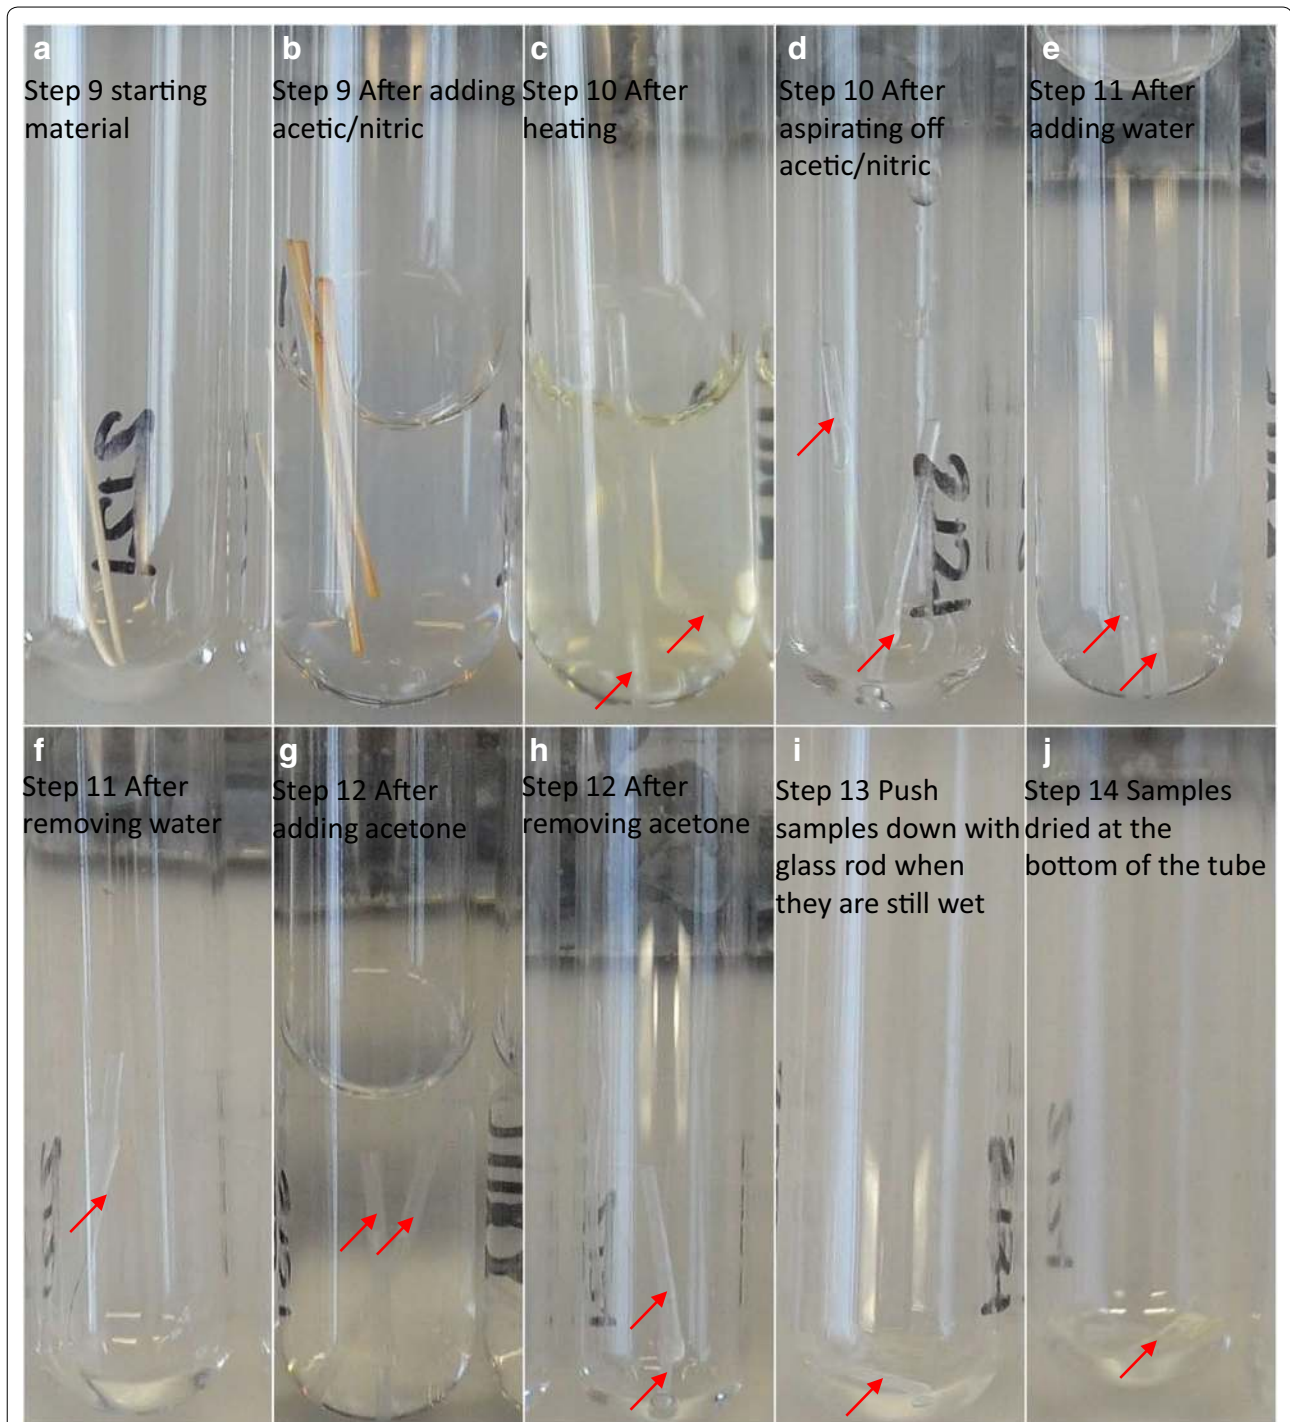 a
Step 9 starting
material
b
Step 9 After adding
acetic/nitric
c
Step 10 After
heating
d
Step 10 After
aspirating off
acetic/nitric
e
Step 11 After
adding water
f
Step 11 After
removing water
g
Step 12 After
adding acetone
h
Step 12 After
removing acetone
i
Step 13 Push
samples down with
glass rod when
they are still wet
j
Step 14 Samples
dried at the
bottom of the tube